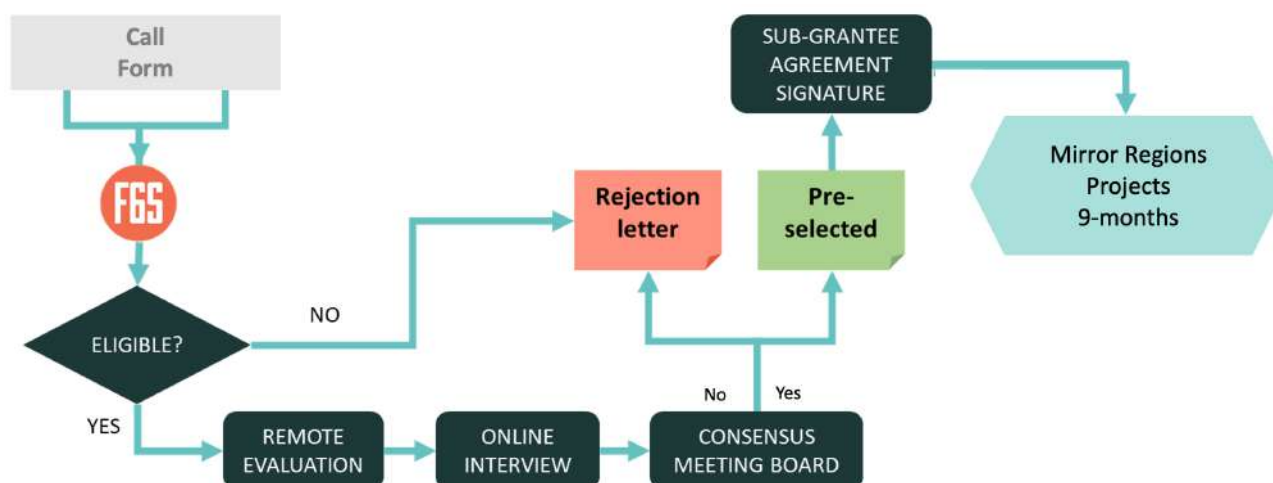 Call
Form
F6S
ELIGIBLE?
NO
YES
REMOTE
EVALUATION
ONLINE
INTERVIEW
CONSENSUS
MEETING BOARD
No
Yes
Rejection
letter
Pre-
selected
SUB-GRANTEE
AGREEMENT
SIGNATURE
Mirror Regions
Projects
9-months